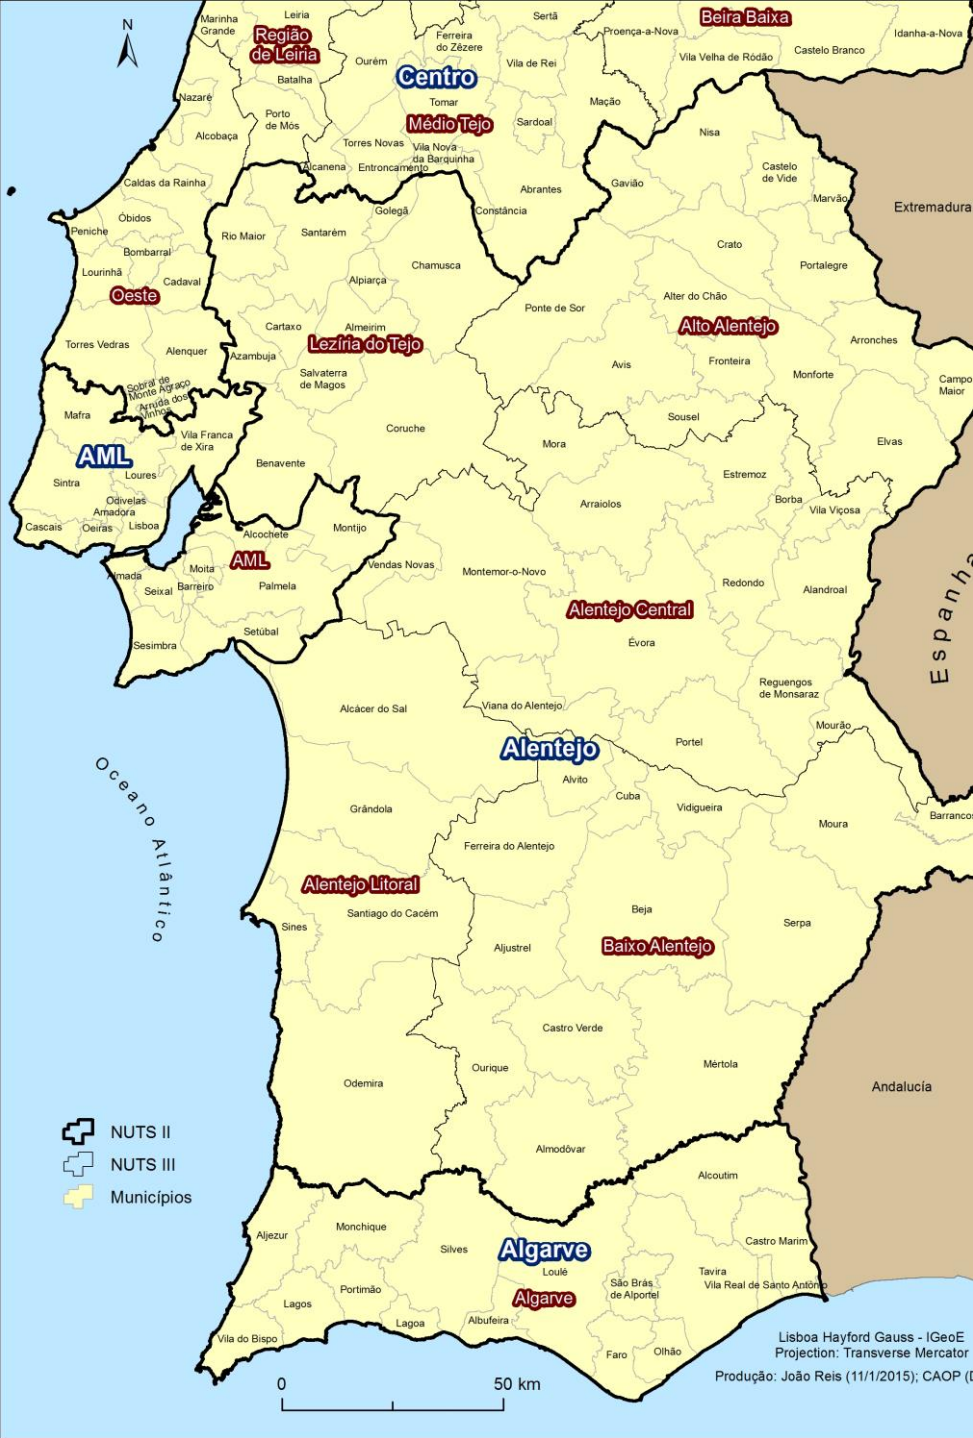 N
Marinha
Grande
Leiria
Região
de Leiria
Batalha
Ourém
Ferreira
do Zêzere
Sertã
Proença-a-Nova
Beira Baixa
Idanha-a-Nova
Vila Velha de Ródão
Castelo Branco
Centro
Vila de Rei
Nazaré
Porto
de Mós
Tomar
Médio Tejo
Sardoal
Mação
Alcobaça
Torres Novas
Vila Nova
da Barquinha
Alcanena
Entroncamento
Nisa
Castelo
de Vide
Marvão
Caldas da Rainha
Abrantes
Gavião
Extremadura
Óbidos
Peniche
Golegã
Constância
Rio Maior
Santarém
Bombarral
Crato
Lourinhã
Cadaval
Chamusca
Portalegre
Oeste
Alpiarça
Ponte de Sor
Alter do Chão
Alto Alentejo
Cartaxo
Almeirim
Lezíria do Tejo
Arronches
Torres Vedras
Alenquer
Azambuja
Avis
Fronteira
Monforte
Salvaterra
de Magos
Campo
Maior
Sobral de
Monte Agraço
Arruda dos
Vinhos
Mafra
Sousel
Coruche
Mora
Elvas
Vila Franca
de Xira
AML
Sintra
Loures
Benavente
Estremoz
Odivelas
Amadora
Arraiolos
Borba
Vila Viçosa
Cascais
Oeiras
Lisboa
Alcochete
Montijo
AML
Vendas Novas
Montemor-o-Novo
Almada
Seixal
Moita
Barreiro
Palmela
Redondo
Alandroal
Espanha
Alentejo Central
Sesimbra
Setúbal
Évora
Reguengos
de Monsaraz
Alcácer do Sal
Viana do Alentejo
Mourão
Portel
Alentejo
Oceano Atlântico
Alvito
Cuba
Vidigueira
Grândola
Moura
Barrancos
Ferreira do Alentejo
Alentejo Litoral
Santiago do Cacém
Sines
Beja
Serpa
Aljustrel
Baixo Alentejo
Castro Verde
Ourique
Mértola
Odemira
Andalucía
NUTS II
NUTS III
Municípios
Almodôvar
Alcoutim
Aljezur
Monchique
Silves
Algarve
Castro Marim
Loulé
Tavira
São Brás
de Alportel
Vila Real de Santo António
Portimão
Algarve
Lagos
Lagoa
Albufeira
Vila do Bispo
Faro
Olhão
Lisboa Hayford Gauss - IGeoE
Projection: Transverse Mercator
Produção: João Reis (11/1/2015); CAOP (D
0
50 km